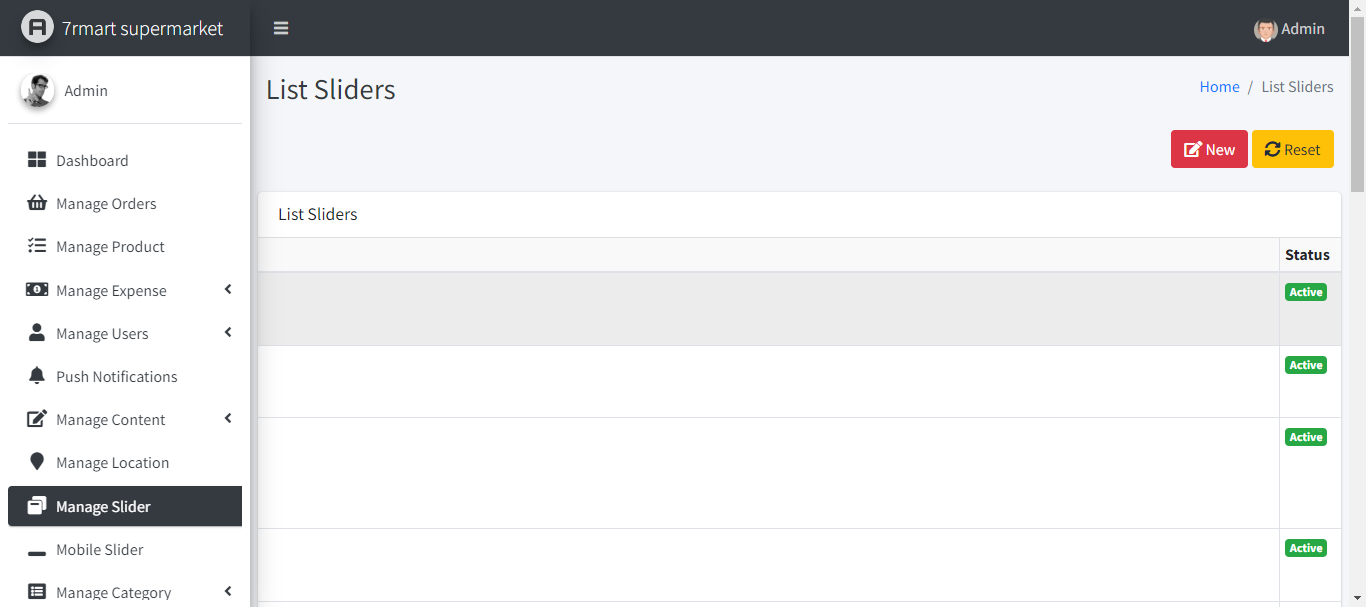 7rmart supermarket
Admin
Admin
List Sliders
Home / List Sliders
New
Reset
Dashboard
Manage Orders
Manage Product
Manage Expense
Manage Users
Push Notifications
Manage Content
Manage Location
Manage Slider
Mobile Slider
Manage Category
List Sliders
Status
Active
Active
Active
Active